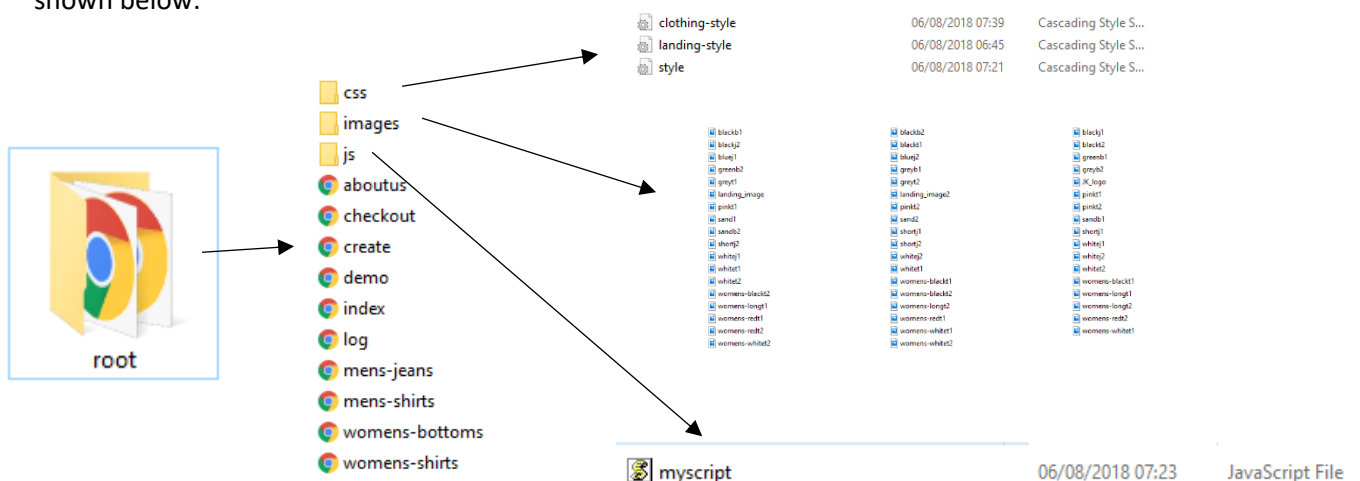 shown below.
root
css
images
js
aboutus
checkout
create
demo
index
log
mens-jeans
mens-shirts
womens-bottoms
womens-shirts
clothing-style 06/08/2018 07:39 Cascading Style S...
landing-style 06/08/2018 06:45 Cascading Style S...
style 06/08/2018 07:21 Cascading Style S...
blackb1 blackb2 blackj1
blackj2 blackt1 blackt2
bluej1 bluej2 greenb1
greenb2 greyb1 greyb2
greyt1 greyt2 JK_logo
landing_image landing_image2 pinkt1
pinkt1 pinkt2 pinkt2
sand1 sand2 sandb1
sandb2 shortj1 shortj1
shortj2 shortj2 whitej1
whitej1 whitej2 whitej2
whitet1 whitet1 whitet2
whitet2 womens-blackt1 womens-blackt1
womens-blackt2 womens-blackt2 womens-longt1
womens-longt1 womens-longt2 womens-longt2
womens-redt1 womens-redt1 womens-redt2
womens-redt2 womens-whitet1 womens-whitet1
womens-whitet2 womens-whitet2
myscript 06/08/2018 07:23 JavaScript File